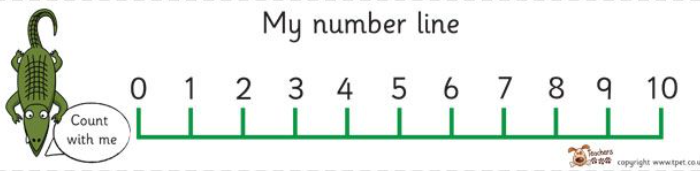 My number line
0 1 2 3 4 5 6 7 8 9 10
Count
with me
Teachers
copyright www.tpet.co.u